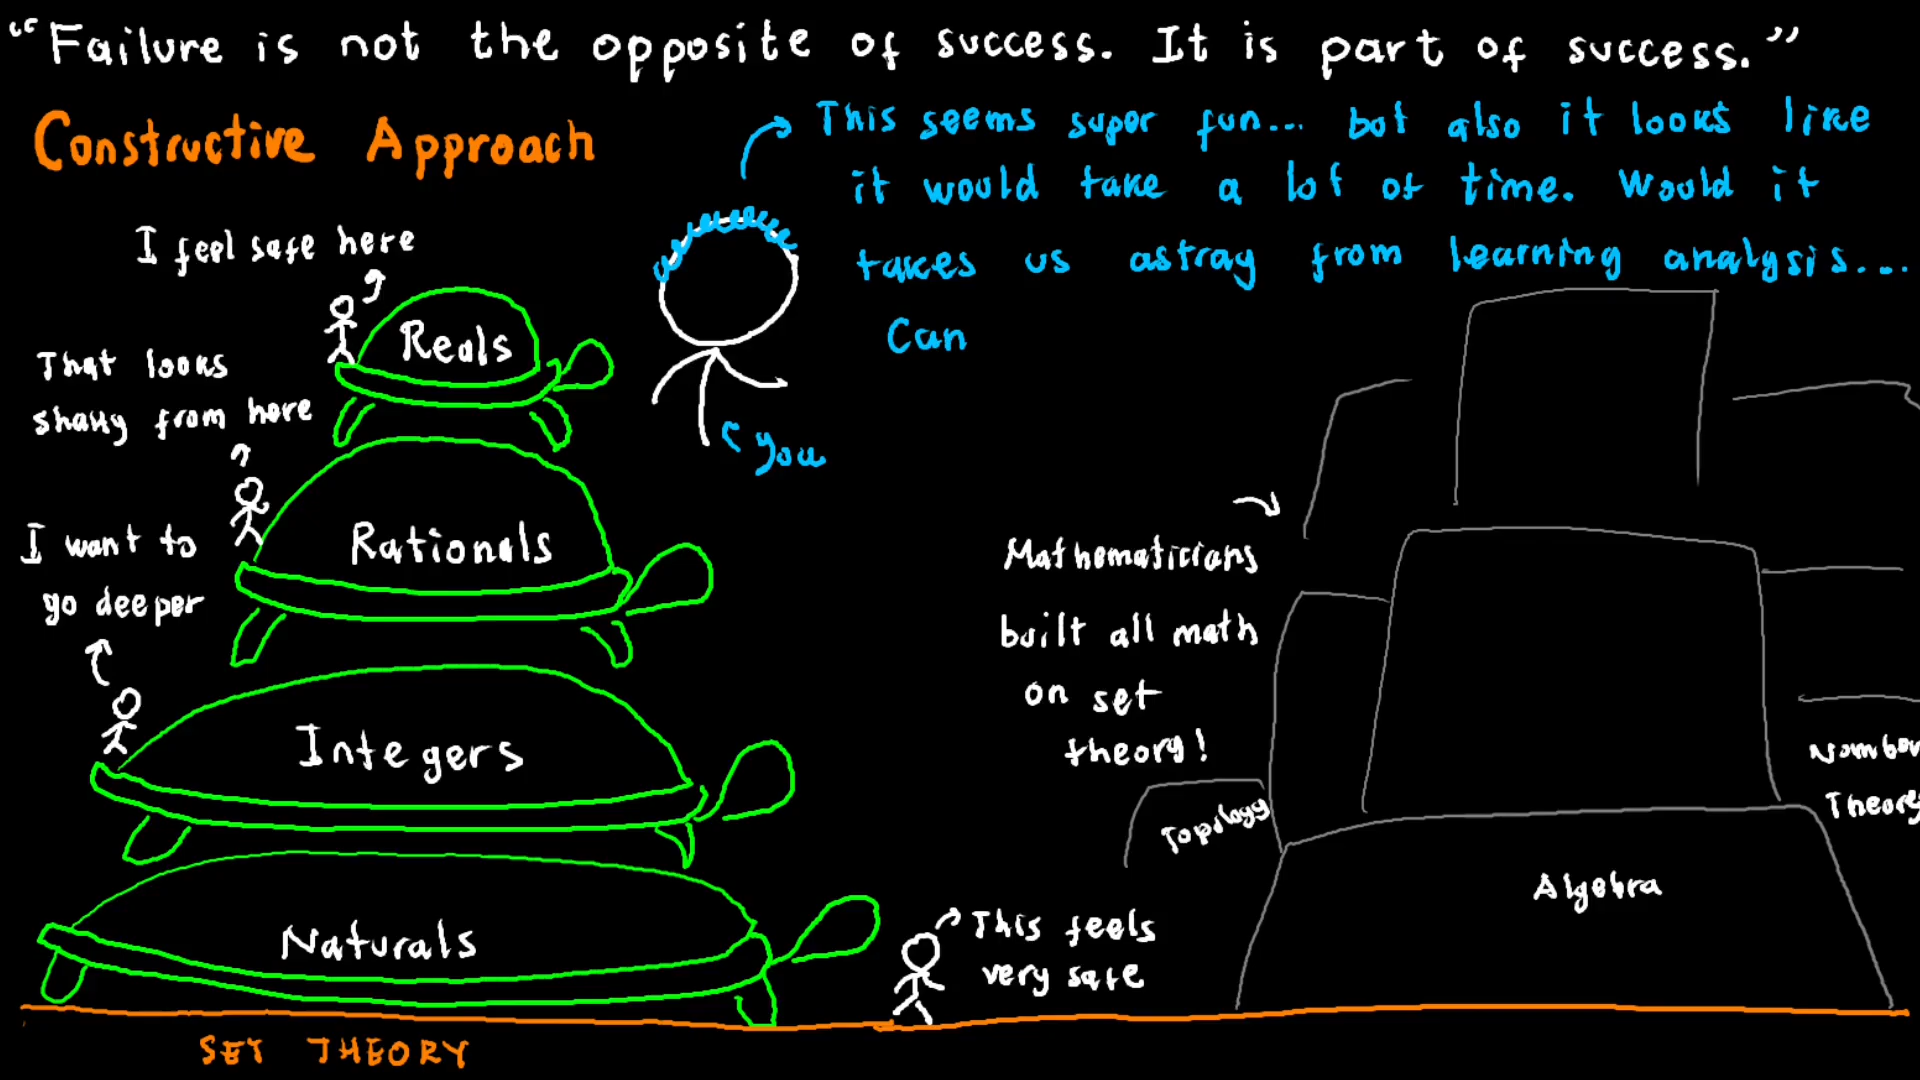 "Failure is not the opposite of success. It is part of success."
Constructive Approach
This seems super fun... but also it looks like
it would take a lot of time. Would it
takes us astray from learning analysis...
Can
I feel safe here
Reals
That looks
shaky from here
you
Rationals
I want to
go deeper
Integers
Naturals
This feels
very safe
SET THEORY
Mathematicians
built all math
on set
theory!
Topology
Algebra
Number
Theory